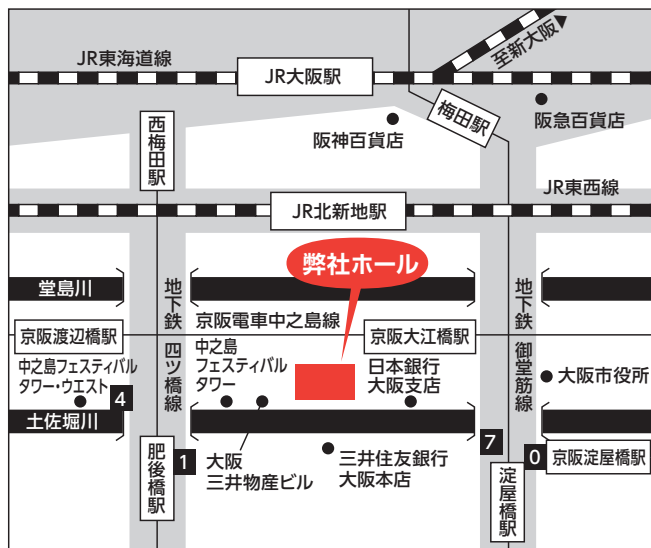 JR東海道線
JR大阪駅
至新大阪
梅田駅
阪神百貨店
阪急百貨店
西梅田駅
JR東西線
JR北新地駅
弊社ホール
堂島川
地下鉄 四ツ橋線
京阪電車中之島線
地下鉄 御堂筋線
京阪渡辺橋駅
京阪大江橋駅
中之島フェスティバル
タワー・ウエスト
4
中之島
フェスティバル
タワー
日本銀行
大阪支店
大阪市役所
土佐堀川
肥後橋駅
1
大阪
三井物産ビル
三井住友銀行
大阪本店
7
淀屋橋駅
0
京阪淀屋橋駅